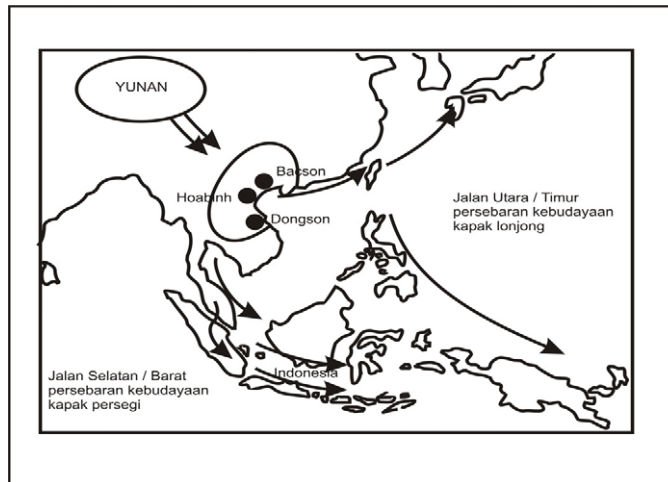 YUNAN
Bacson
Hoabinh
Dongson
Jalan Utara / Timur
persebaran kebudayaan
kapak lonjong
Jalan Selatan / Barat
persebaran kebudayaan
kapak persegi
Indonesia